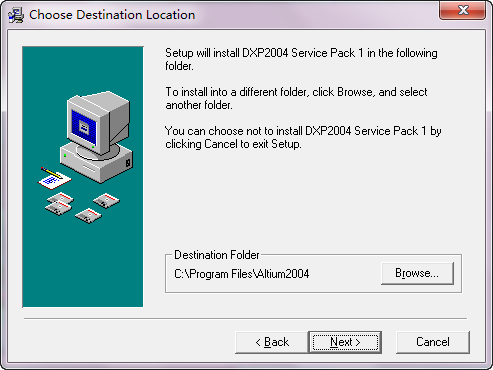 Choose Destination Location
Setup will install DXP2004 Service Pack 1 in the following
folder.
To install into a different folder, click Browse, and select
another folder.
You can choose not to install DXP2004 Service Pack 1 by
clicking Cancel to exit Setup.
Destination Folder
C:\Program Files\Altium2004
Browse...
< Back
Next >
Cancel